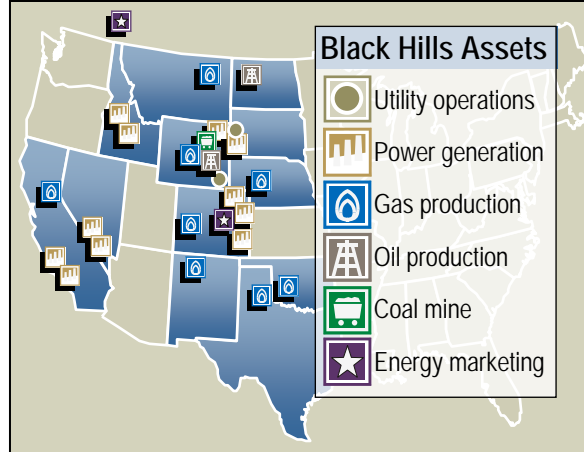 Black Hills Assets
Utility operations
Power generation
Gas production
Oil production
Coal mine
Energy marketing